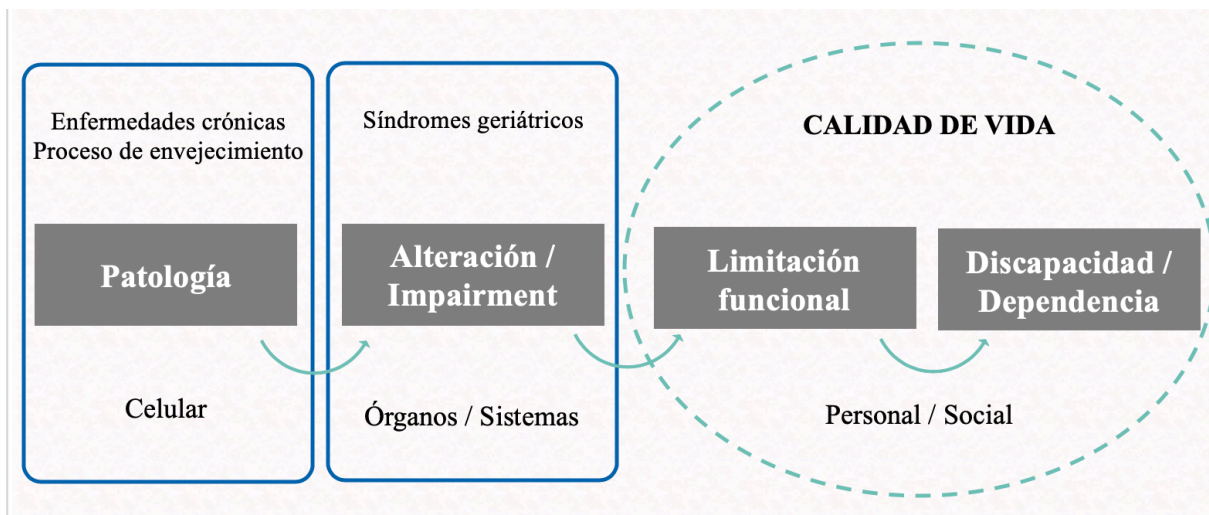 Enfermedades crónicas
Proceso de envejecimiento
Patología
Celular
Síndromes geriátricos
Alteración /
Impairment
Órganos / Sistemas
CALIDAD DE VIDA
Limitación
funcional
Discapacidad /
Dependencia
Personal / Social